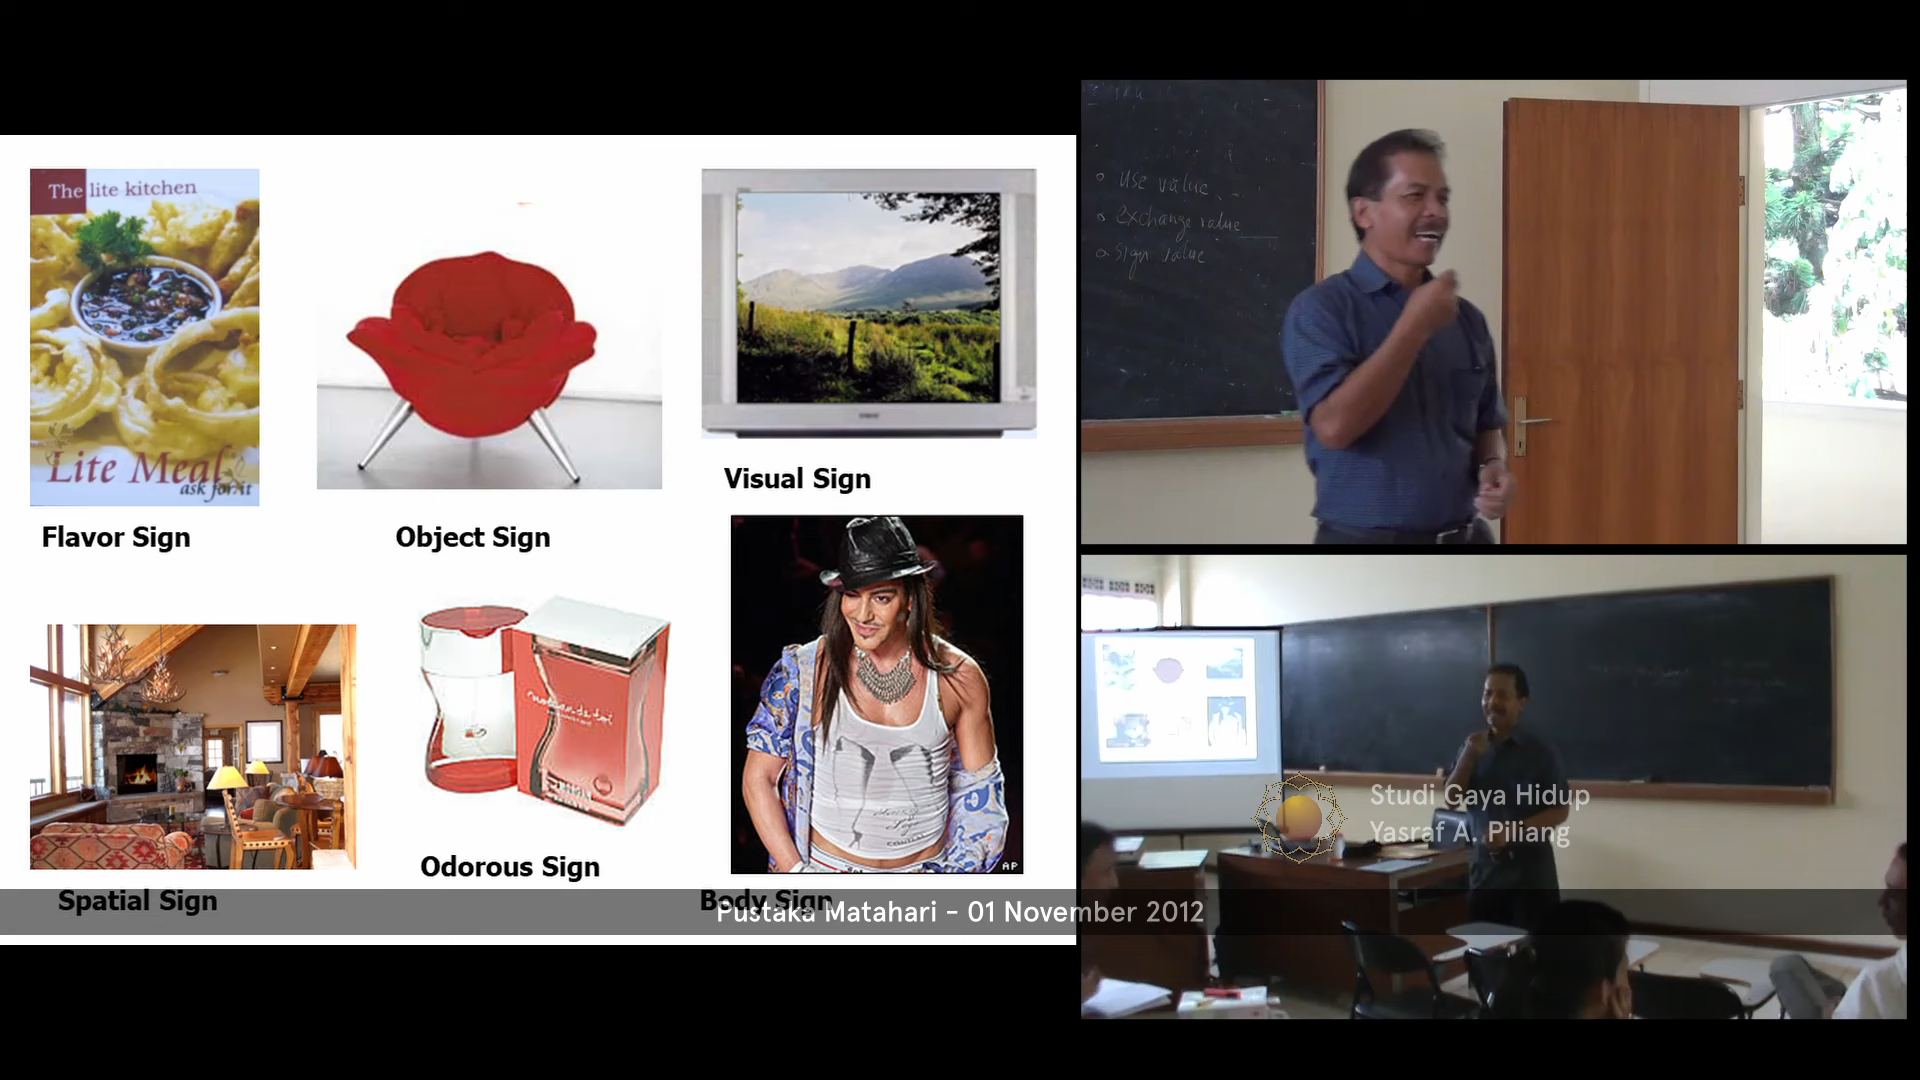 The lite kitchen
Lite Meal
ask for it
Flavor Sign
Object Sign
Visual Sign
Spatial Sign
Odorous Sign
Body Sign
AP
use value
exchange value
sign value
Studi Gaya Hidup
Yasraf A. Piliang
Pustaka Matahari - 01 November 2012